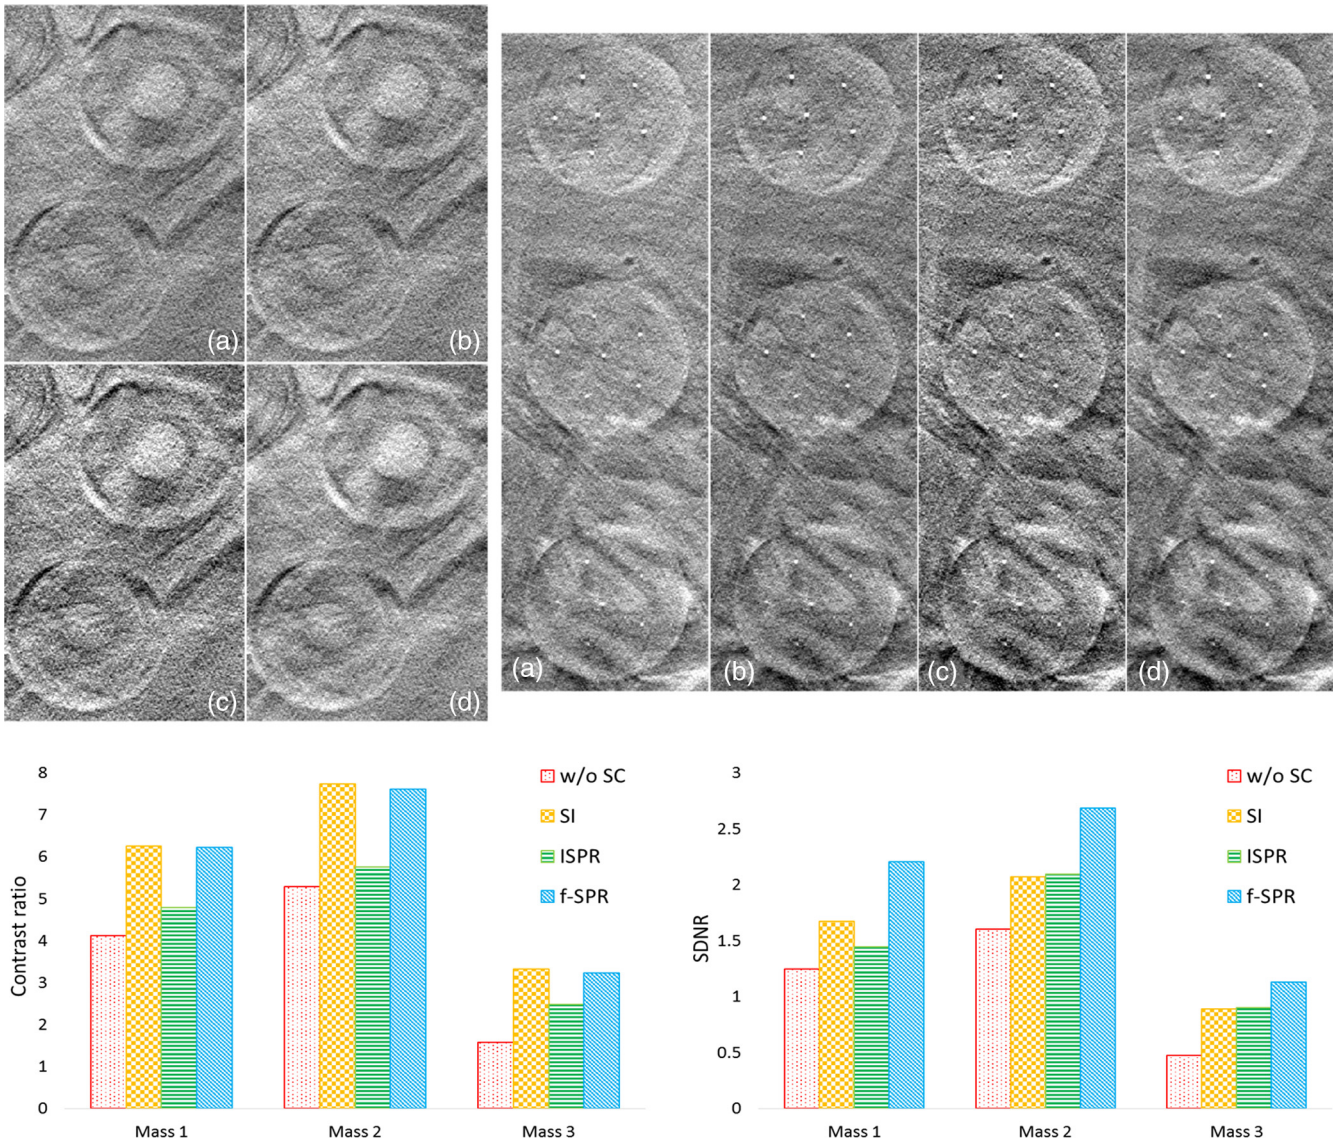 (a)
(b)
(c)
(d)
(a)
(b)
(c)
(d)
Contrast ratio
8
7
6
5
4
3
2
1
0
w/o SC
SI
ISPR
f-SPR
Mass 1
Mass 2
Mass 3
SDNR
3
2.5
2
1.5
1
0.5
0
w/o SC
SI
ISPR
f-SPR
Mass 1
Mass 2
Mass 3